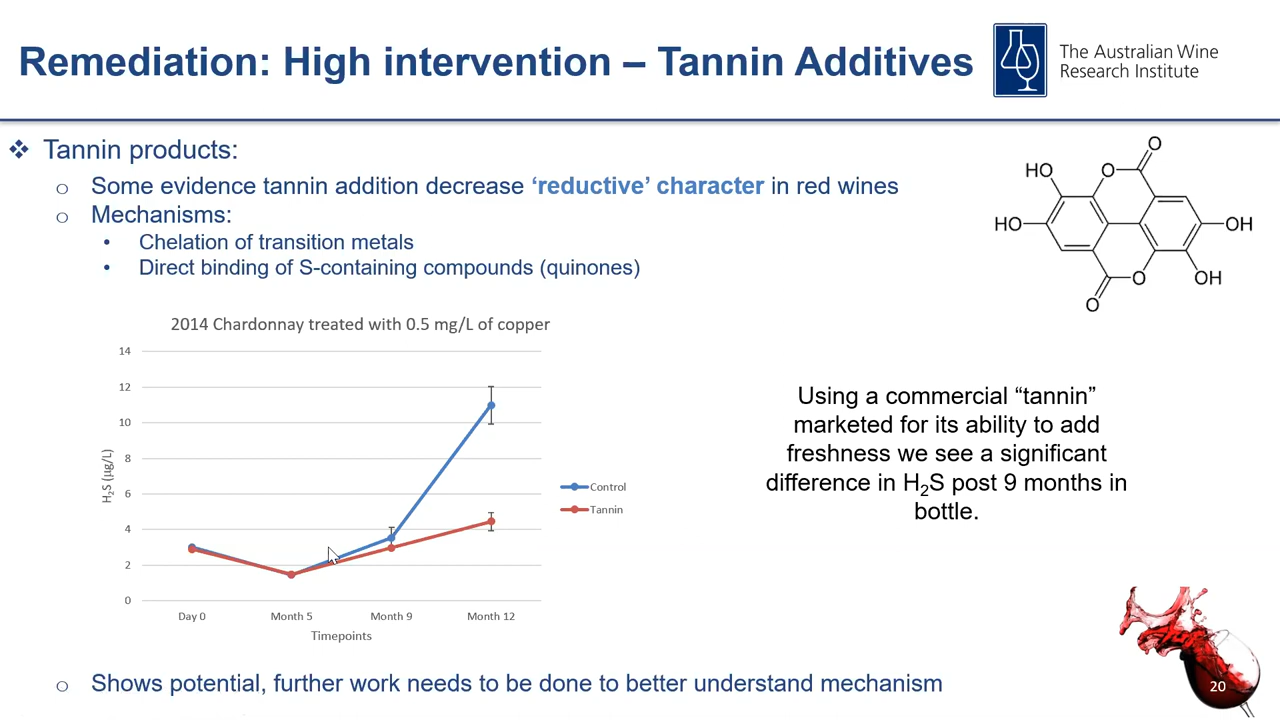 Remediation: High intervention – Tannin Additives
The Australian Wine
Research Institute
❖ Tannin products:
o Some evidence tannin addition decrease ‘reductive’ character in red wines
o Mechanisms:
• Chelation of transition metals
• Direct binding of S-containing compounds (quinones)
O
HO
O
HO
OH
O
OH
O
2014 Chardonnay treated with 0.5 mg/L of copper
14
12
10
8
6
4
2
0
H₂S (µg/L)
Day 0 Month 5 Month 9 Month 12
Timepoints
Control
Tannin
Using a commercial “tannin”
marketed for its ability to add
freshness we see a significant
difference in H₂S post 9 months in
bottle.
o Shows potential, further work needs to be done to better understand mechanism
20